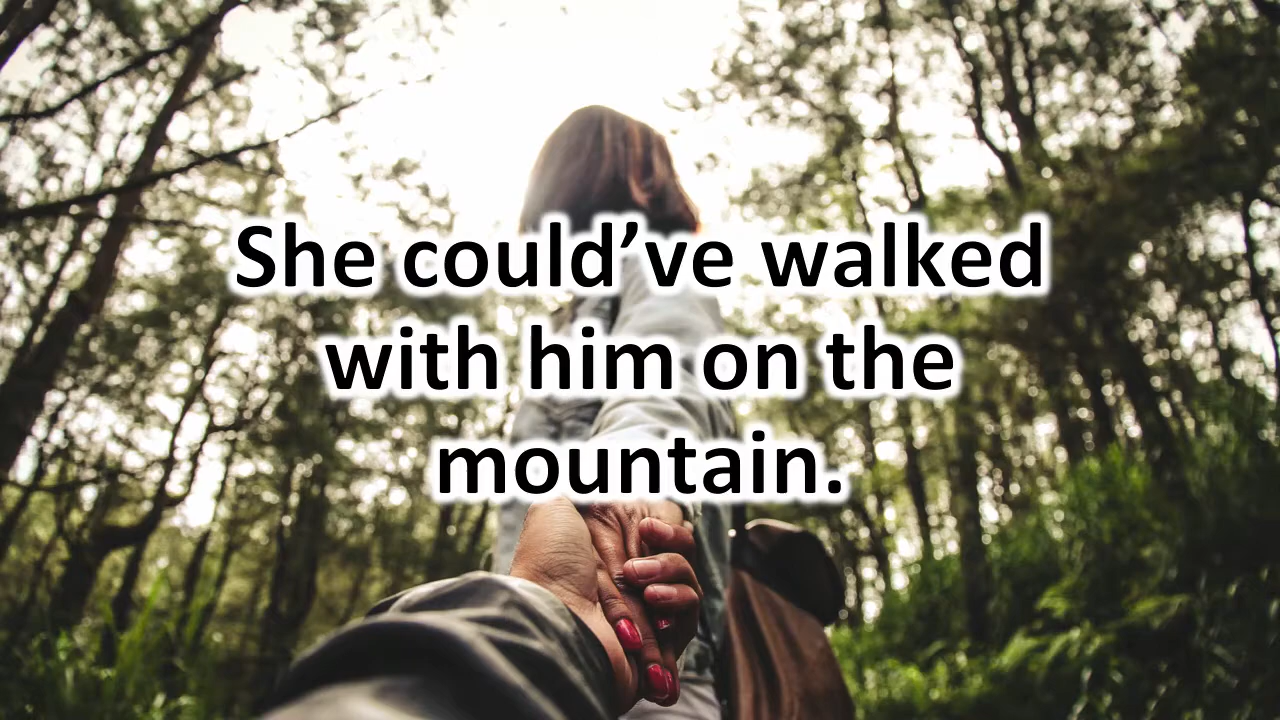 She could’ve walked
with him on the
mountain.